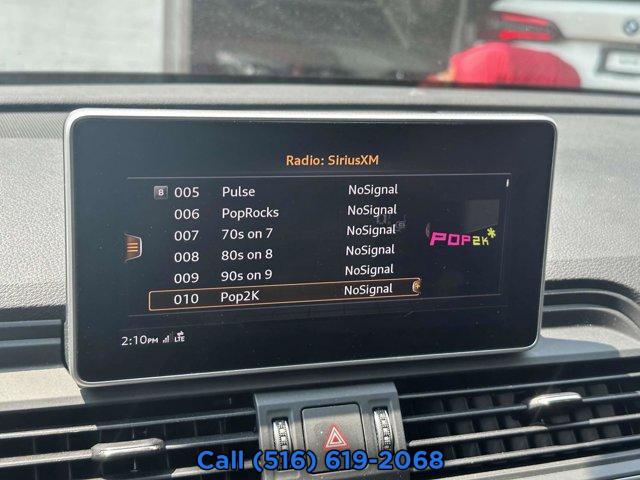 Radio: SiriusXM
B 005 Pulse NoSignal
006 PopRocks NoSignal
007 70s on 7 NoSignal
008 80s on 8 NoSignal
009 90s on 9 NoSignal
010 Pop2K NoSignal
POP2K*
2:10PM LTE
Call (516) 619-2068